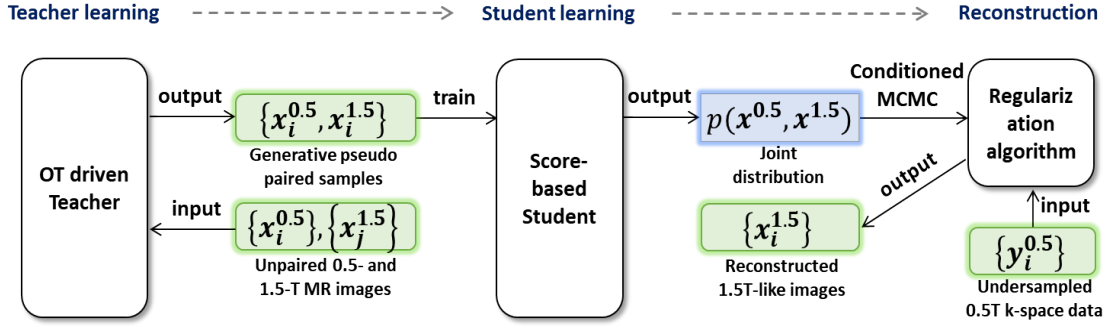 Teacher learning
Student learning
Reconstruction
OT driven
Teacher
output
{x_i^{0.5}, x_i^{1.5}}
Generative pseudo
paired samples
input
{x_i^{0.5}}, {x_j^{1.5}}
Unpaired 0.5- and
1.5-T MR images
train
Score-
based
Student
output
p(x^{0.5}, x^{1.5})
Joint
distribution
Conditioned
MCMC
Regulariz
ation
algorithm
output
{x_i^{1.5}}
Reconstructed
1.5T-like images
input
{y_i^{0.5}}
Undersampled
0.5T k-space data